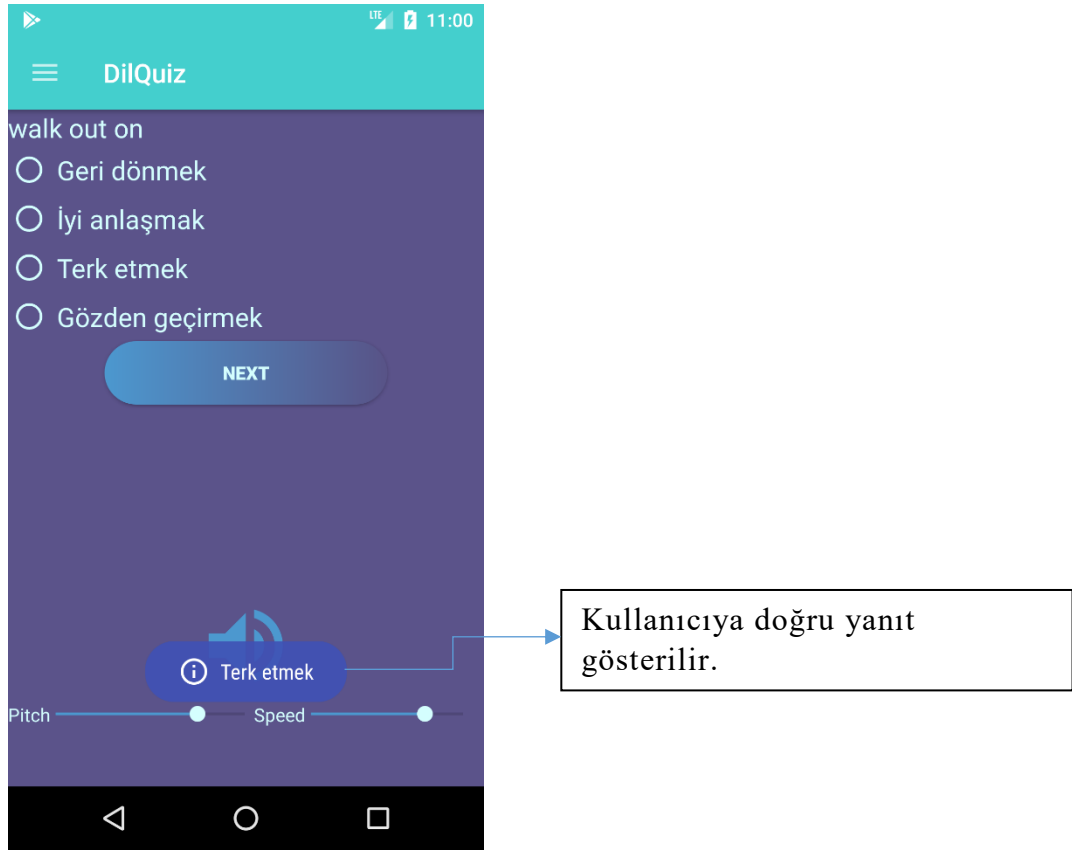 LTE 11:00
DilQuiz
walk out on
Geri dönmek
İyi anlaşmak
Terk etmek
Gözden geçirmek
NEXT
Terk etmek
Pitch Speed
Kullanıcıya doğru yanıt
gösterilir.